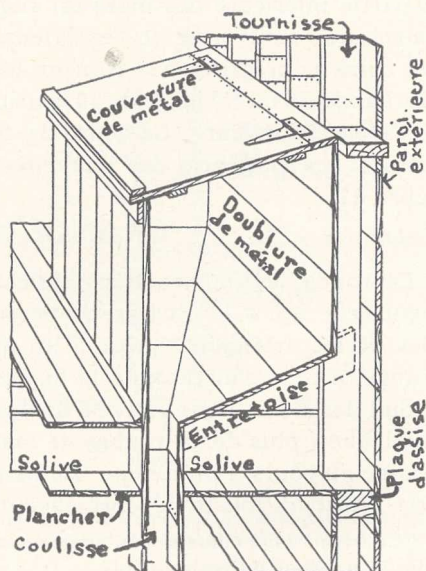 Tournisse
Couverture
de métal
Paroi
extérieure
Doublure
de métal
Entretoise
Solive
Solive
Plaque
d'assise
Plancher
Coulisse